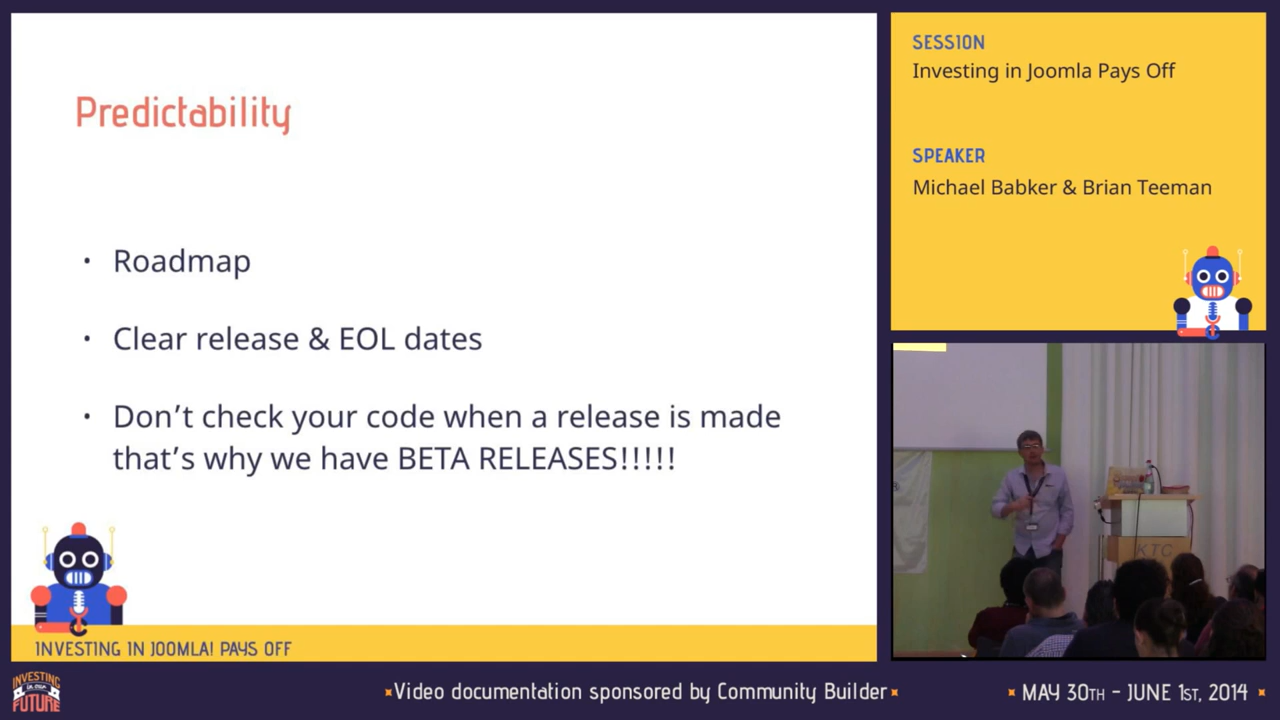 Predictability
• Roadmap
• Clear release & EOL dates
• Don’t check your code when a release is made
that’s why we have BETA RELEASES!!!!!
INVESTING IN JOOMLA! PAYS OFF
SESSION
Investing in Joomla Pays Off
SPEAKER
Michael Babker & Brian Teeman
KTC
INVESTING
in our
FUTURE
Video documentation sponsored by Community Builder
MAY 30TH - JUNE 1ST, 2014